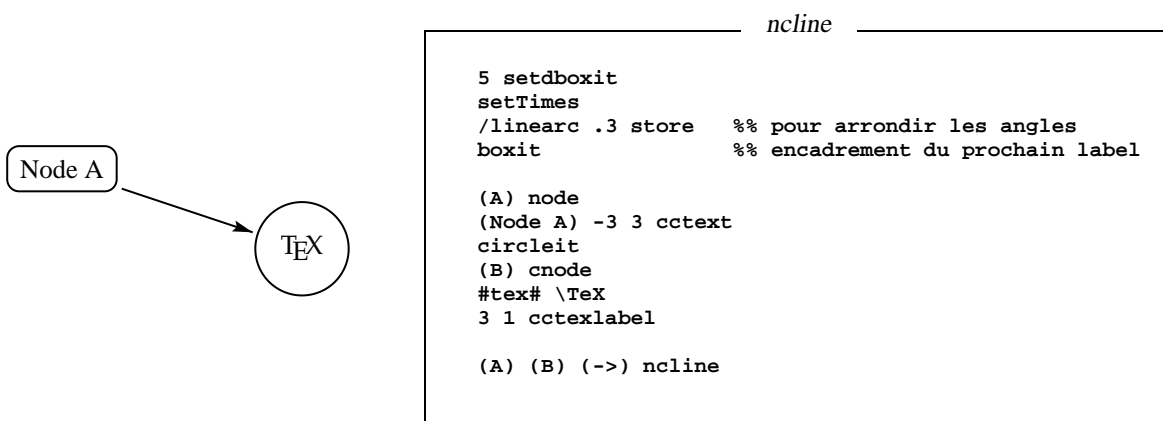 ncline
5 setdboxit
setTimes
/linearc .3 store %% pour arrondir les angles
boxit %% encadrement du prochain label
(A) node
(Node A) -3 3 cctext
circleit
(B) cnode
#tex# \TeX
3 1 cctexlabel
(A) (B) (->) ncline
Node A
TEX